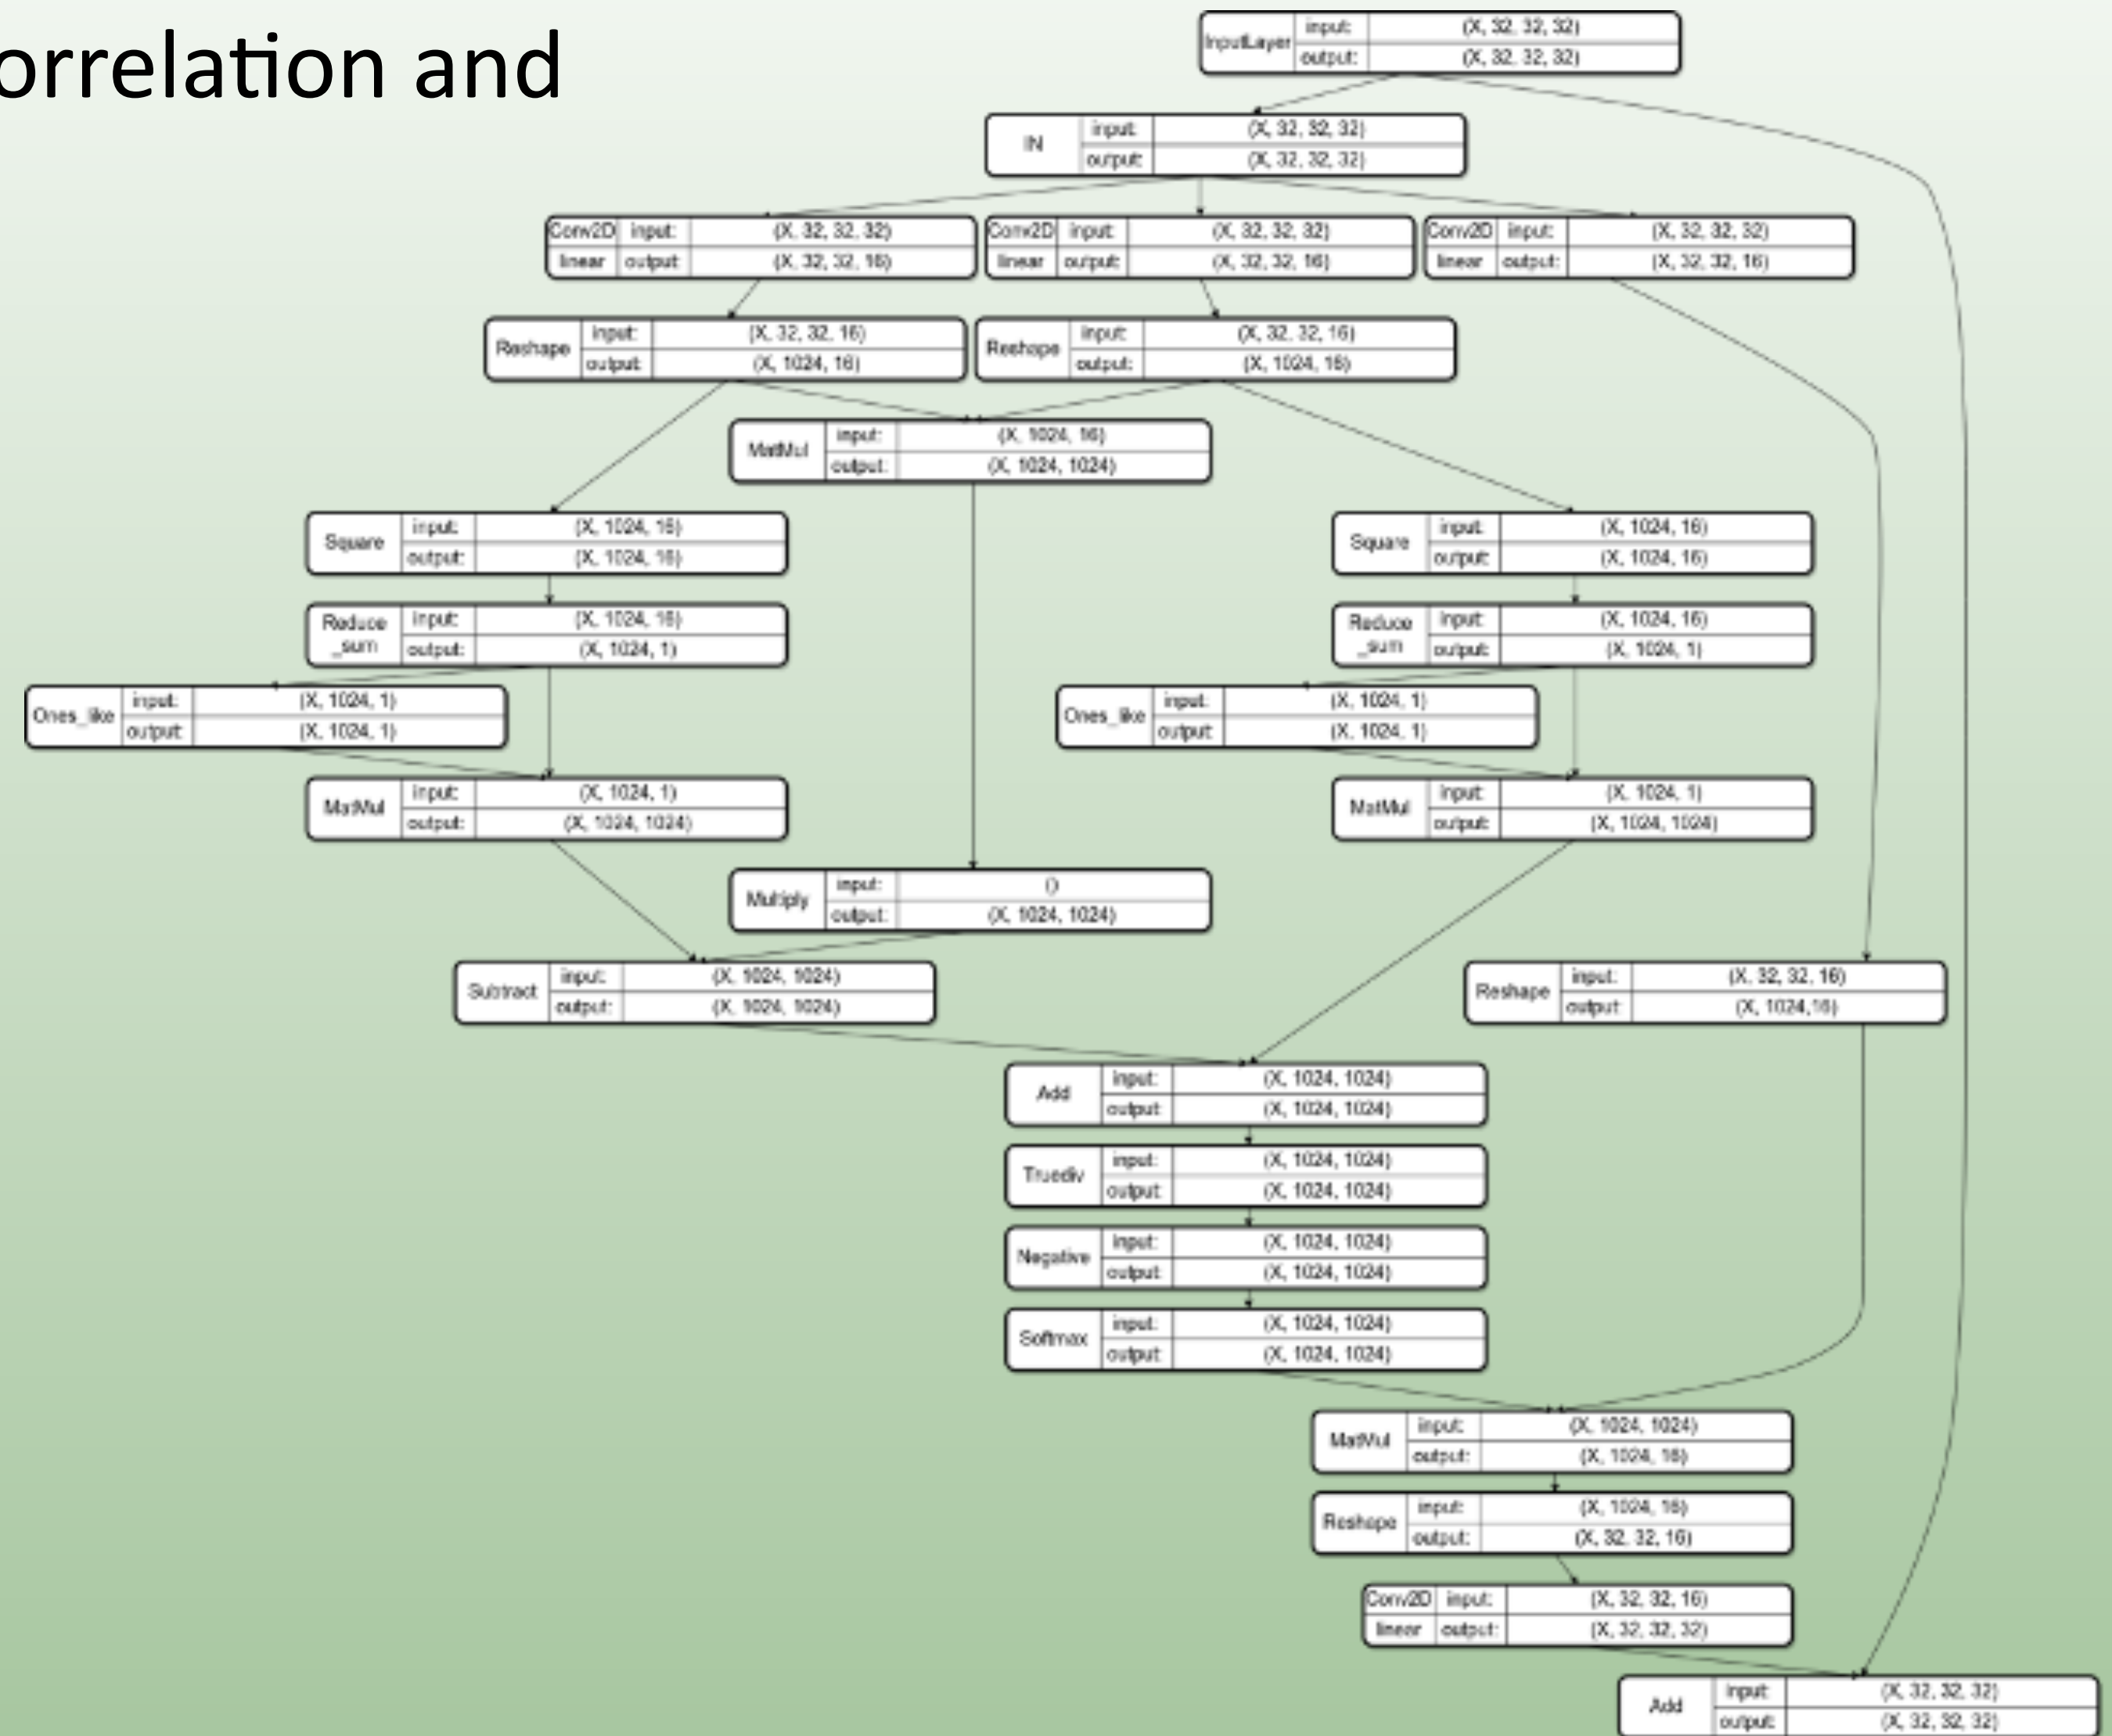 orrelation and
InputLayer input: (X, 32, 32, 32)
output: (X, 32, 32, 32)
IN input: (X, 32, 32, 32)
output: (X, 32, 32, 32)
Conv2D input: (X, 32, 32, 32)
linear output: (X, 32, 32, 16)
Conv2D input: (X, 32, 32, 32)
linear output: (X, 32, 32, 16)
Conv2D input: (X, 32, 32, 32)
linear output: (X, 32, 32, 16)
Reshape input: (X, 32, 32, 16)
output: (X, 1024, 16)
Reshape input: (X, 32, 32, 16)
output: (X, 1024, 16)
MatMul input: (X, 1024, 16)
output: (X, 1024, 1024)
Square input: (X, 1024, 16)
output: (X, 1024, 16)
Square input: (X, 1024, 16)
output: (X, 1024, 16)
Reduce input: (X, 1024, 16)
_sum output: (X, 1024, 1)
Reduce input: (X, 1024, 16)
_sum output: (X, 1024, 1)
Ones_like input: (X, 1024, 1)
output: (X, 1024, 1)
Ones_like input: (X, 1024, 1)
output: (X, 1024, 1)
MatMul input: (X, 1024, 1)
output: (X, 1024, 1024)
MatMul input: (X, 1024, 1)
output: (X, 1024, 1024)
Multiply input: ()
output: (X, 1024, 1024)
Subtract input: (X, 1024, 1024)
output: (X, 1024, 1024)
Reshape input: (X, 32, 32, 16)
output: (X, 1024,16)
Add input: (X, 1024, 1024)
output: (X, 1024, 1024)
Truediv input: (X, 1024, 1024)
output: (X, 1024, 1024)
Negative input: (X, 1024, 1024)
output: (X, 1024, 1024)
Softmax input: (X, 1024, 1024)
output: (X, 1024, 1024)
MatMul input: (X, 1024, 1024)
output: (X, 1024, 16)
Reshape input: (X, 1024, 16)
output: (X, 32, 32, 16)
Conv2D input: (X, 32, 32, 16)
linear output: (X, 32, 32, 32)
Add input: (X, 32, 32, 32)
output: (X, 32, 32, 32)